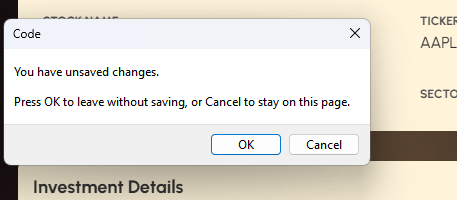 STOCK NAME
TICKER
Code
AAPL
You have unsaved changes.
Press OK to leave without saving, or Cancel to stay on this page.
SECTO
OK
Cancel
Investment Details